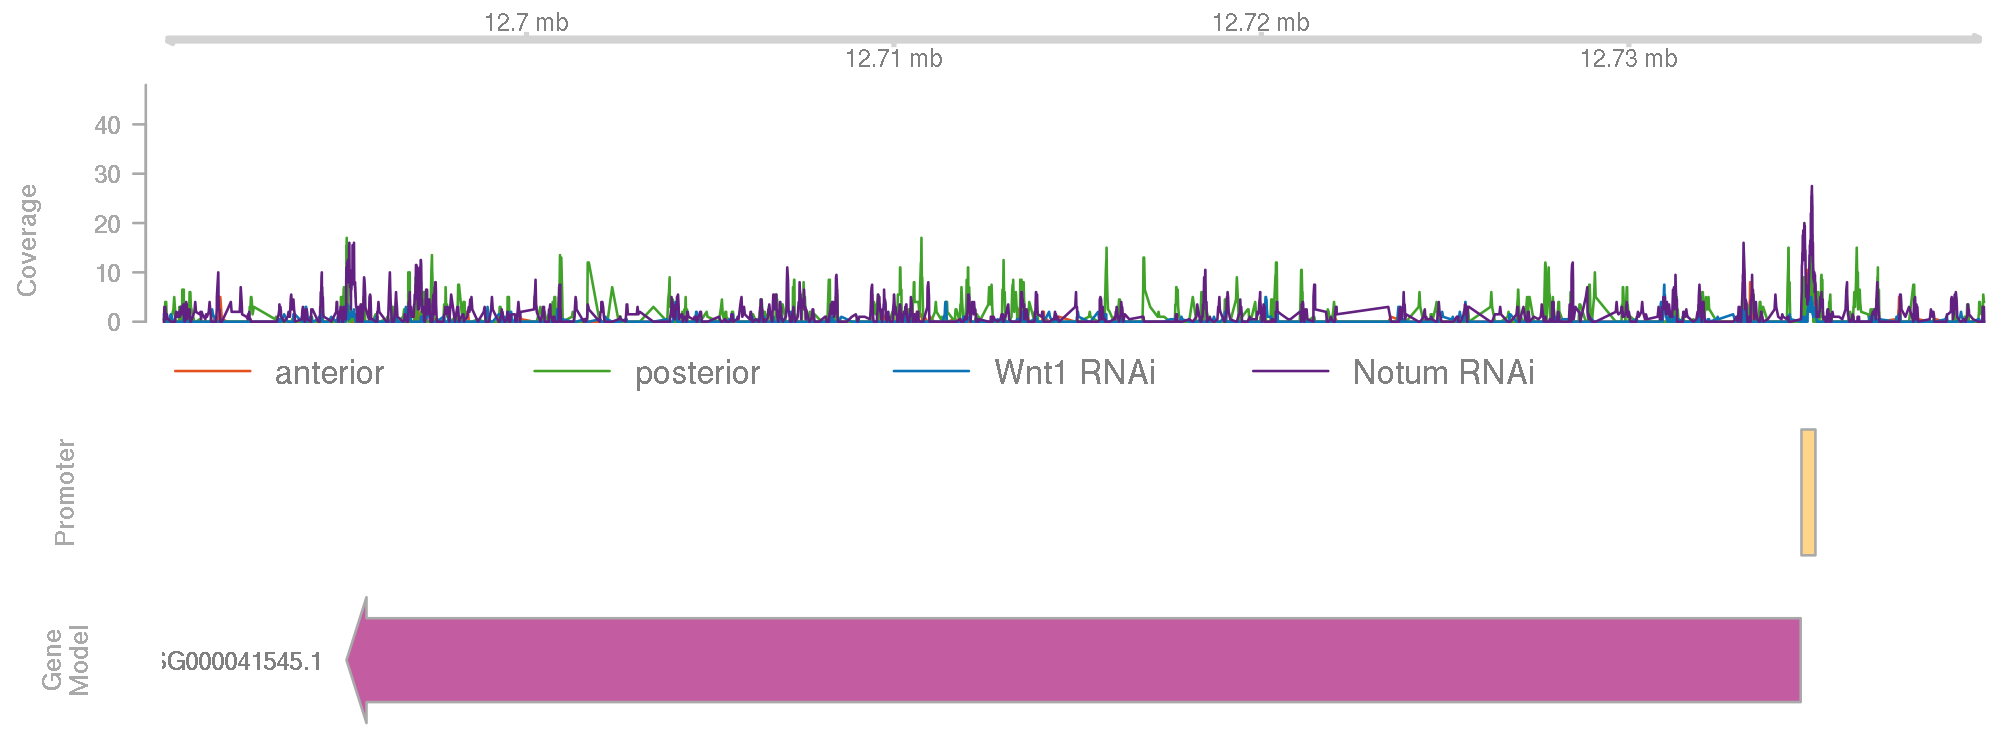 12.7 mb
12.72 mb
12.71 mb
12.73 mb
Coverage
40
30
20
10
0
anterior
posterior
Wnt1 RNAi
Notum RNAi
Promoter
Gene
Model
SG000041545.1